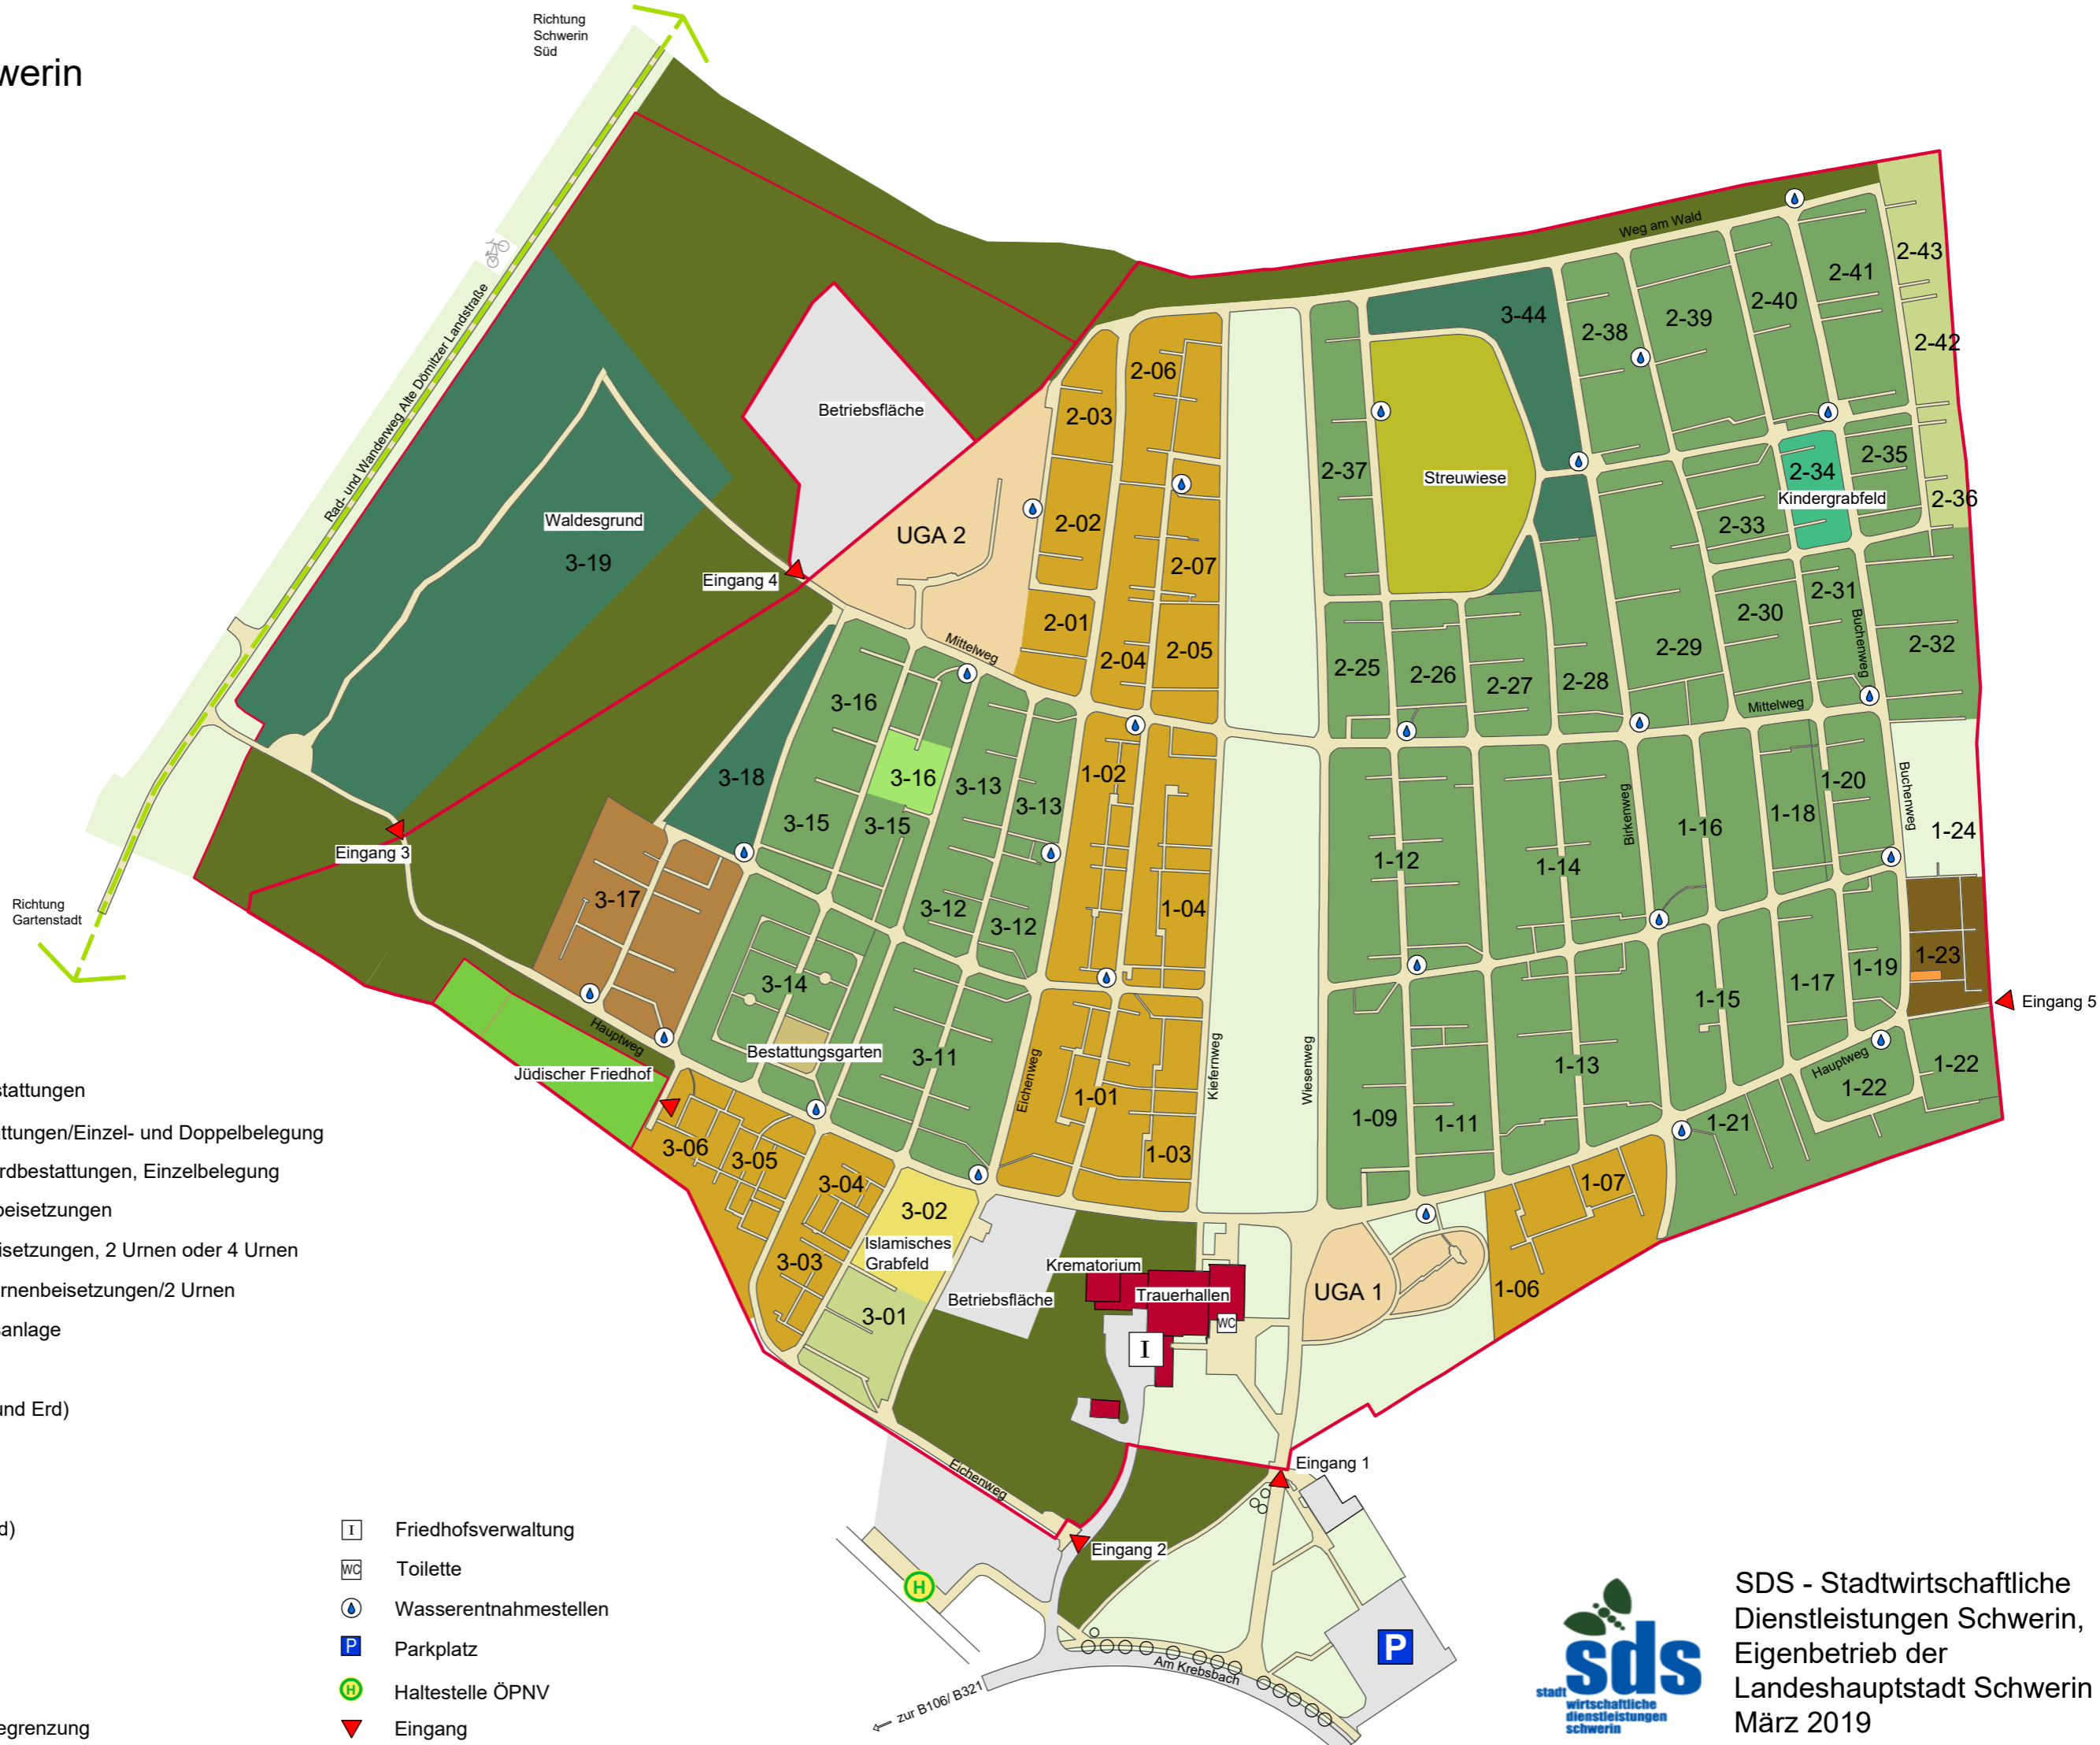 werin
Richtung
Schwerin
Süd
Rad- und Wanderweg Alte Dömitzer Landstraße
Richtung
Gartenstadt
Waldesgrund
3-19
Betriebsfläche
Eingang 4
UGA 2
Eingang 3
Mittelweg
Weg am Wald
2-06
2-03
2-02
2-07
2-01
2-04
2-05
2-37
3-44
Streuwiese
2-38
2-39
2-40
2-41
2-43
2-42
2-34
Kindergrabfeld
2-35
2-36
2-33
2-31
2-30
2-29
2-32
Buchenweg
2-25
2-26
2-27
2-28
Mittelweg
3-16
3-16
3-18
3-15
3-15
3-13
3-13
3-12
3-12
3-17
3-14
Bestattungsgarten
3-11
Hauptweg
Jüdischer Friedhof
1-02
1-04
1-01
1-03
Eichenweg
Kiefernweg
Wiesenweg
1-12
1-14
Birkenweg
1-16
1-18
1-20
Buchenweg
1-24
1-23
Eingang 5
1-19
1-17
1-15
1-13
1-11
1-09
Hauptweg
1-22
1-22
1-21
1-07
1-06
3-06
3-05
3-04
3-03
3-02
Islamisches
Grabfeld
3-01
Betriebsfläche
Krematorium
Trauerhallen
WC
I
UGA 1
Eichenweg
Eingang 1
Eingang 2
H
Am Krebsbach
zur B106/ B321
P
stattungen
attungen/Einzel- und Doppelbelegung
rdbestattungen, Einzelbelegung
beisetzungen
isetzungen, 2 Urnen oder 4 Urnen
rnenbeisetzungen/2 Urnen
sanlage
und Erd)
d)
egrenzung
I Friedhofsverwaltung
WC Toilette
Wasserentnahmestellen
P Parkplatz
H Haltestelle ÖPNV
Eingang
sds
stadt
wirtschaftliche
dienstleistungen
schwerin
SDS - Stadtwirtschaftliche
Dienstleistungen Schwerin,
Eigenbetrieb der
Landeshauptstadt Schwerin
März 2019